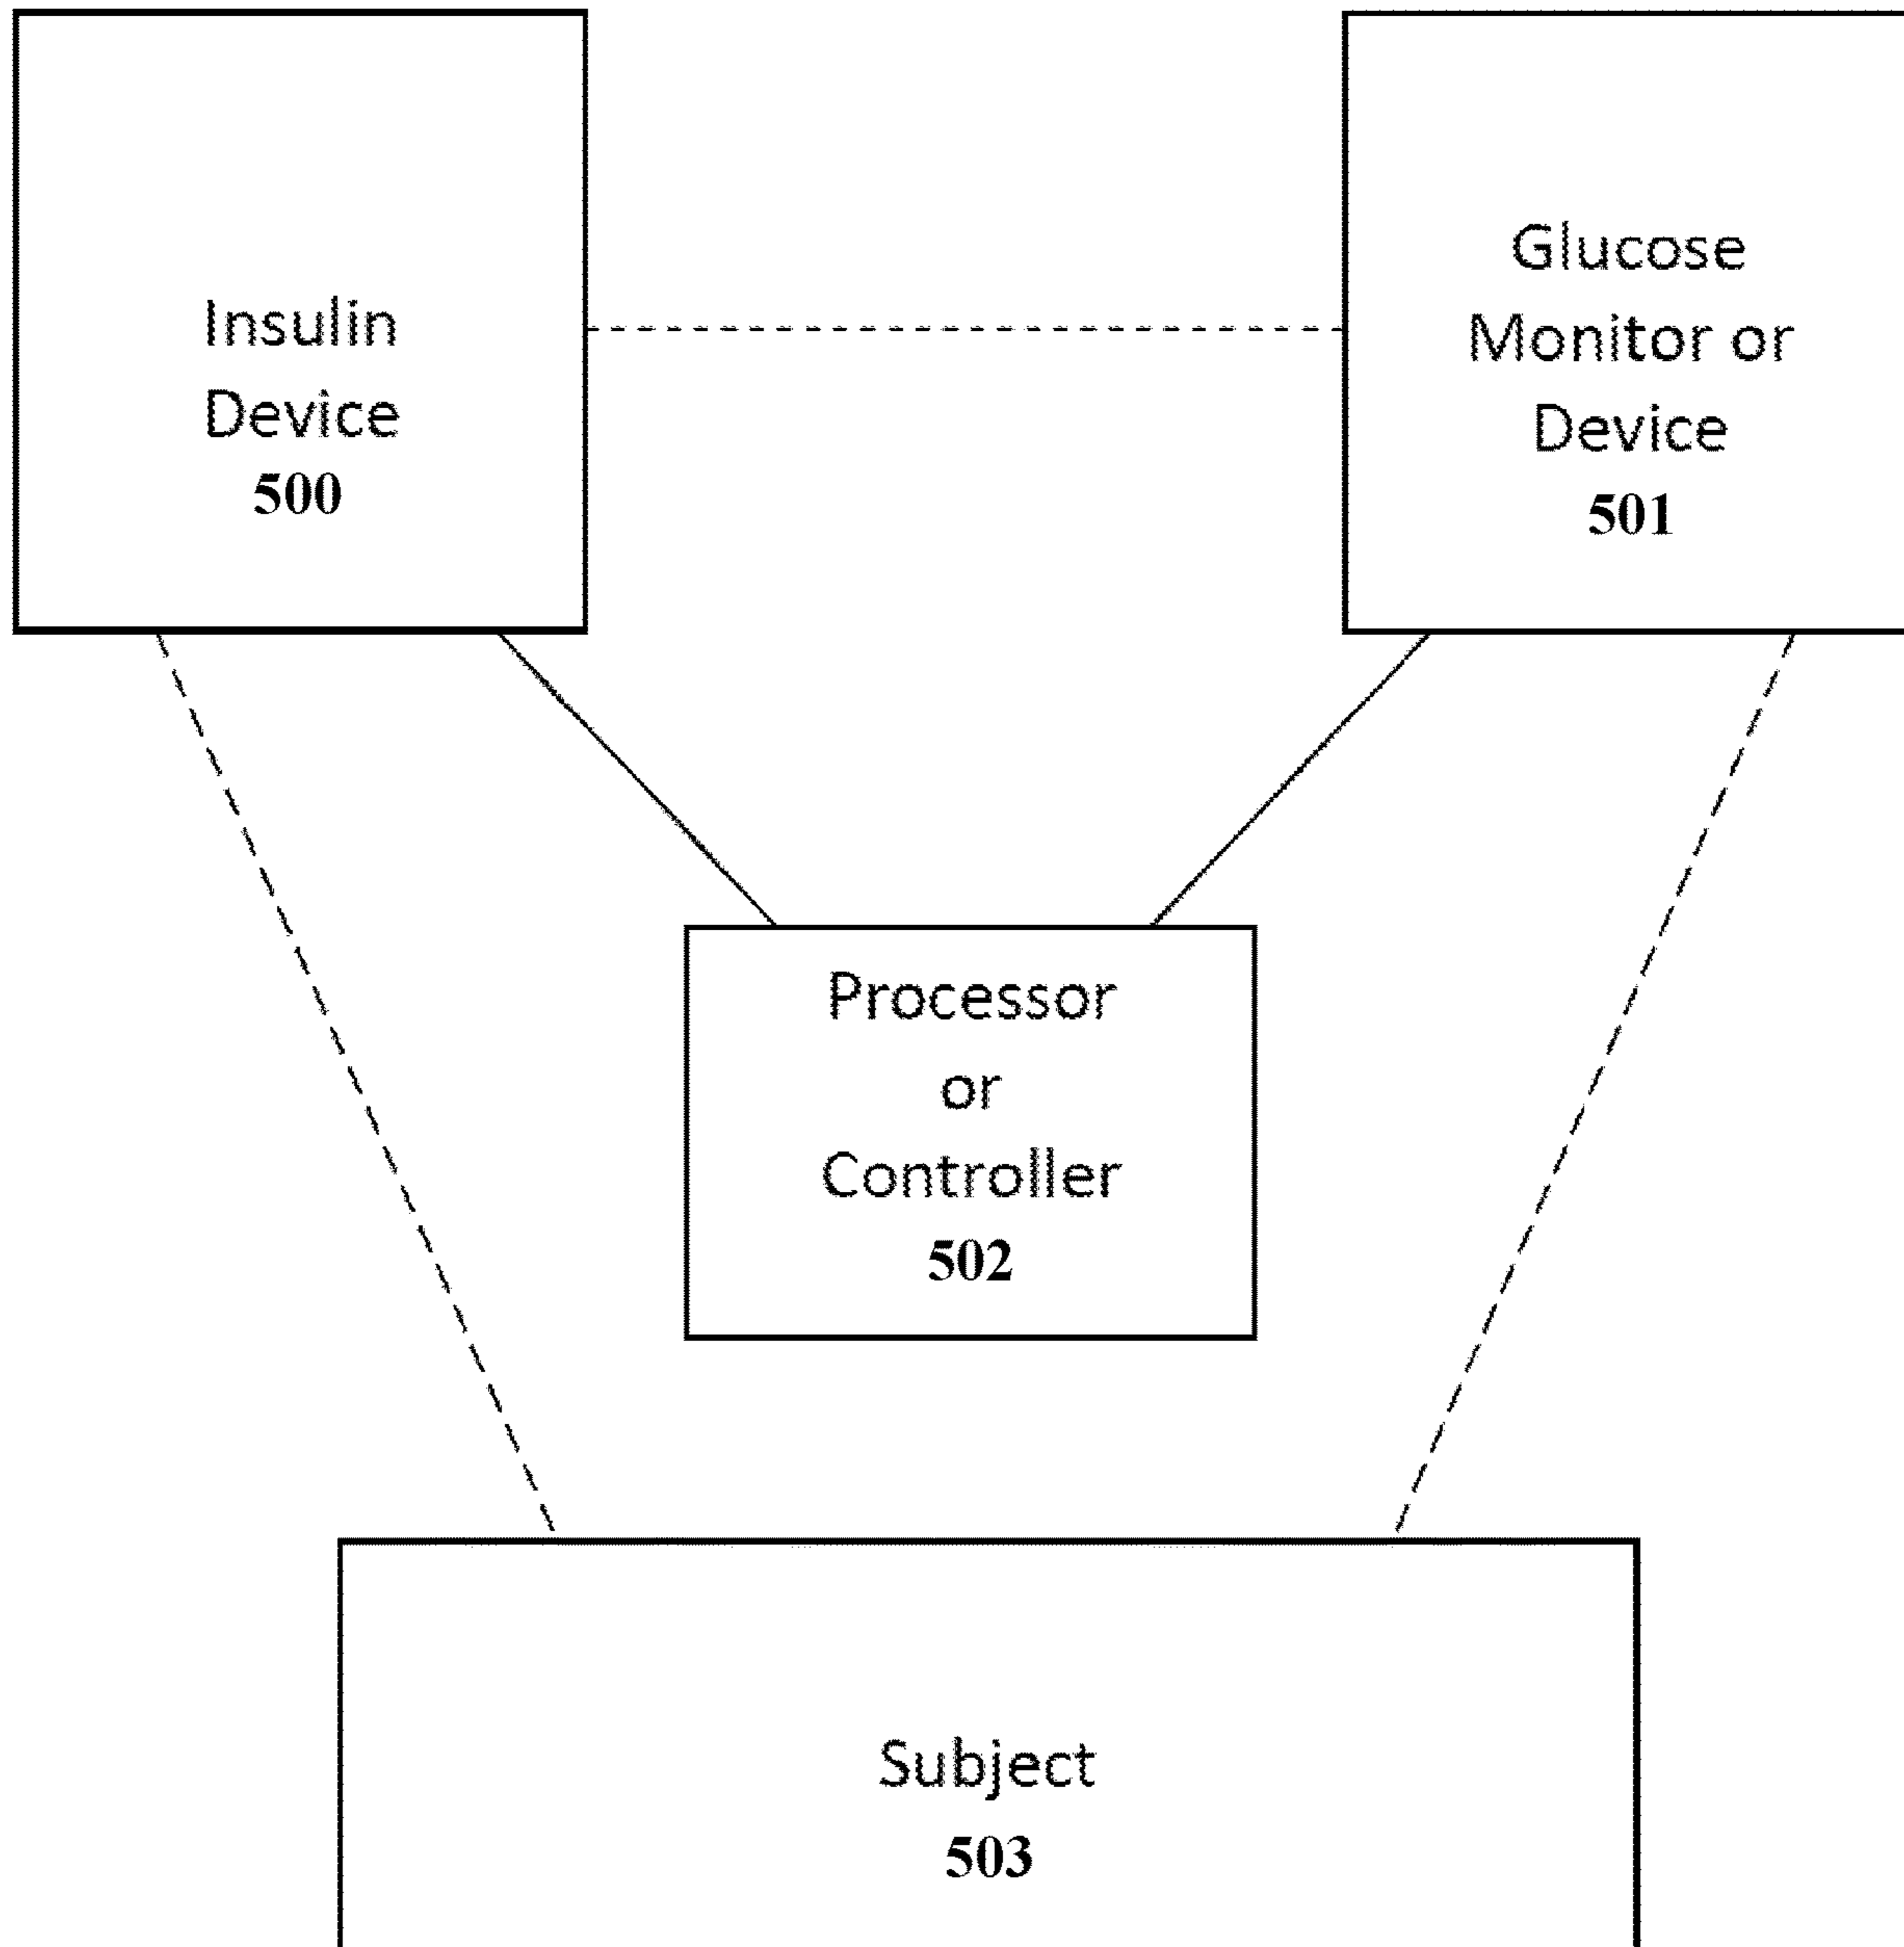 Insulin
Device
500
Glucose
Monitor or
Device
501
Processor
or
Controller
502
Subject
503